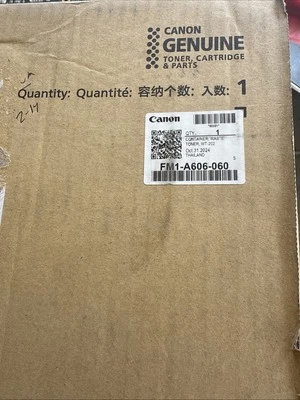 CANON
GENUINE
TONER, CARTRIDGE
& PARTS
Quantity: Quantité: 容纳个数: 入数: 1
2-M
Canon
QTY. 1
CONTAINER, WASTE
TONER, WT-202
Oct 31, 2024
THAILAND
FM1-A606-060